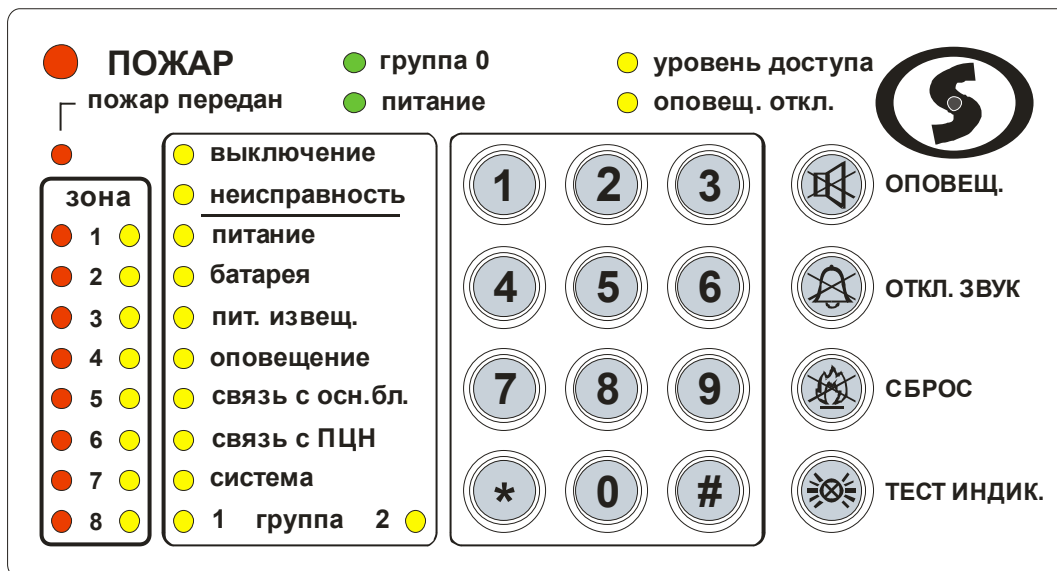 ПОЖАР
группа 0
уровень доступа
пожар передан
питание
оповещ. откл.
зона
1
2
3
4
5
6
7
8
выключение
неисправность
питание
батарея
пит. извещ.
оповещение
связь с осн.бл.
связь с ПЦН
система
1 группа 2
1 2 3
4 5 6
7 8 9
* 0 #
ОПОВЕЩ.
ОТКЛ. ЗВУК
СБРОС
ТЕСТ ИНДИК.